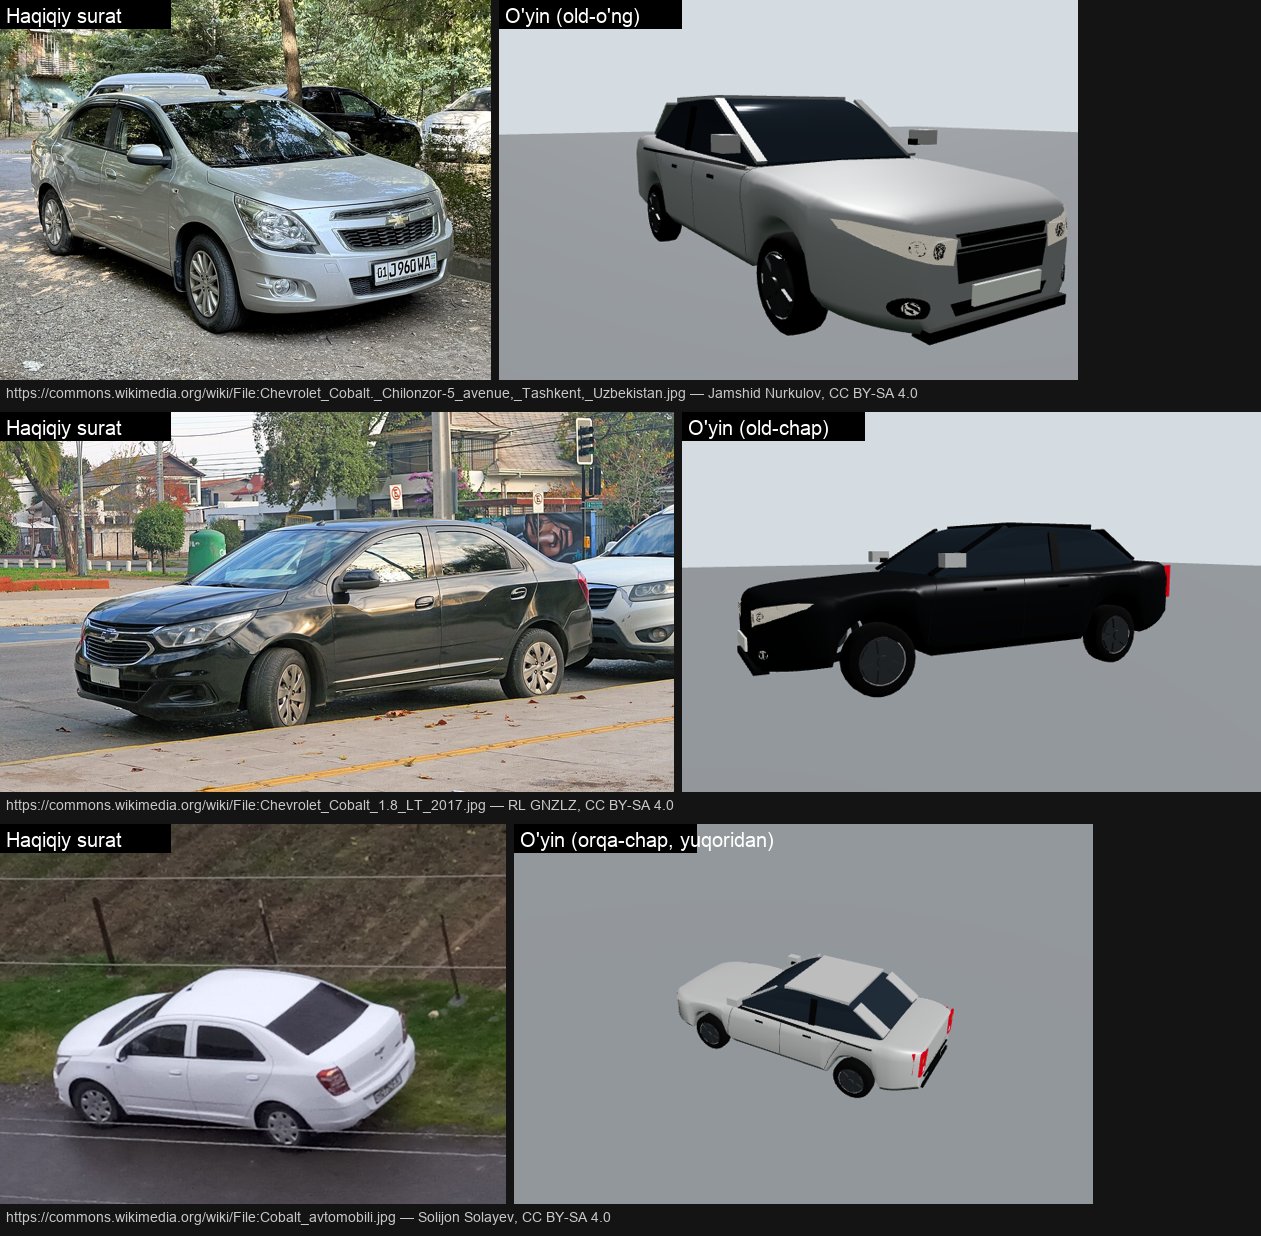 Haqiqiy surat
O'yin (old-o'ng)
01 J960WA
https://commons.wikimedia.org/wiki/File:Chevrolet_Cobalt._Chilonzor-5_avenue,_Tashkent,_Uzbekistan.jpg — Jamshid Nurkulov, CC BY-SA 4.0
Haqiqiy surat
O'yin (old-chap)
https://commons.wikimedia.org/wiki/File:Chevrolet_Cobalt_1.8_LT_2017.jpg — RL GNZLZ, CC BY-SA 4.0
Haqiqiy surat
O'yin (orqa-chap, yuqoridan)
https://commons.wikimedia.org/wiki/File:Cobalt_avtomobili.jpg — Solijon Solayev, CC BY-SA 4.0